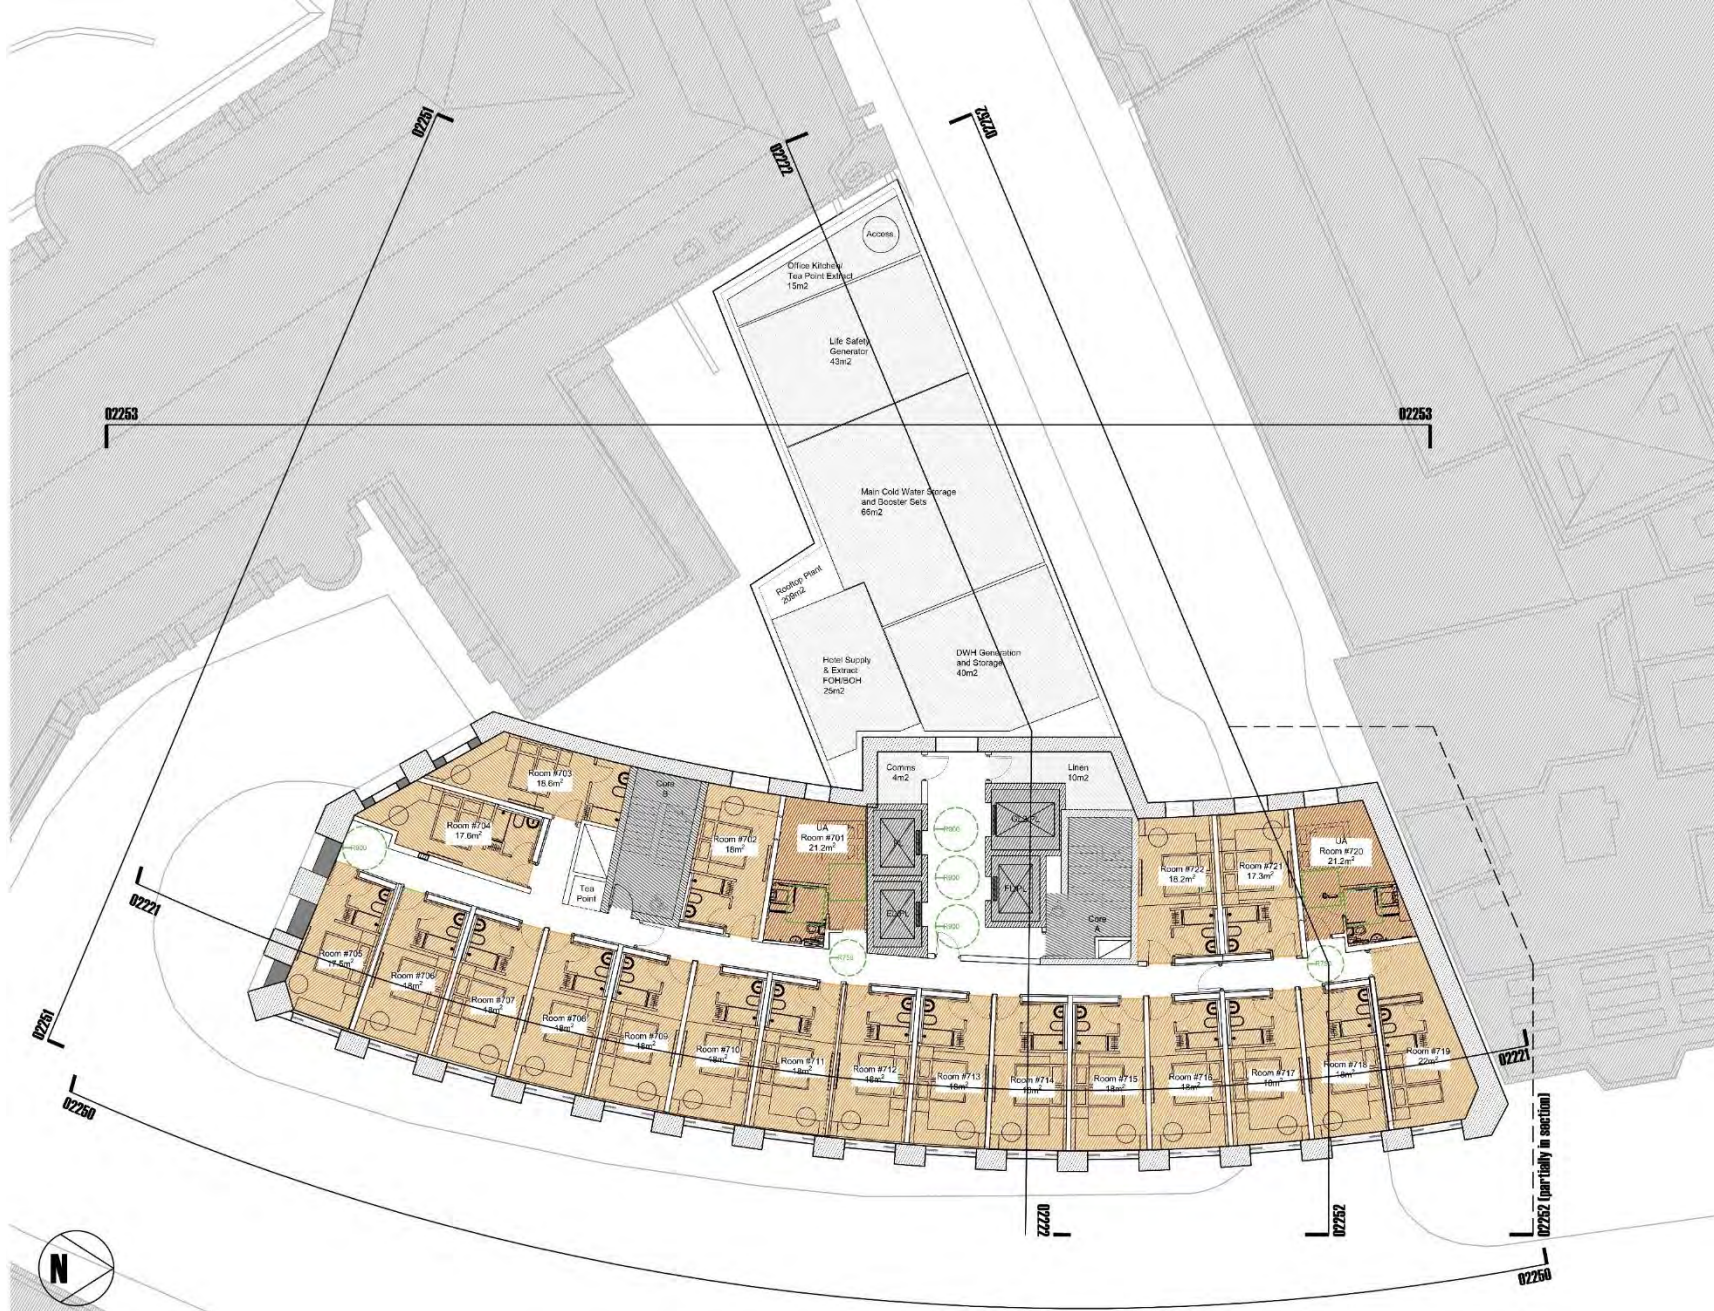 02251
02222
02252
Access
Office Kitchen/
Tea Point Extract
15m2
Life Safety
Generator
43m2
02253
02253
Main Cold Water Storage
and Booster Sets
66m2
Rooftop Plant
209m2
Hotel Supply
& Extract
FOH/BOH
25m2
DWH Generation
and Storage
40m2
Comms
4m2
Linen
10m2
Room #703
18.6m²
Core
B
Room #704
17.6m²
Room #702
18m²
UA
Room #701
21.2m²
Room #722
18.2m²
Room #721
17.3m²
UA
Room #720
21.2m²
Tea
Point
Core
A
02221
Room #705
17.5m²
Room #706
18m²
Room #707
18m²
Room #708
18m²
Room #709
18m²
Room #710
18m²
Room #711
18m²
Room #712
18m²
Room #713
18m²
Room #714
18m²
Room #715
18m²
Room #716
18m²
Room #717
18m²
Room #718
18m²
Room #719
22m²
02221
02251
02250
02222
02252
02252 (partially in section)
02250
N